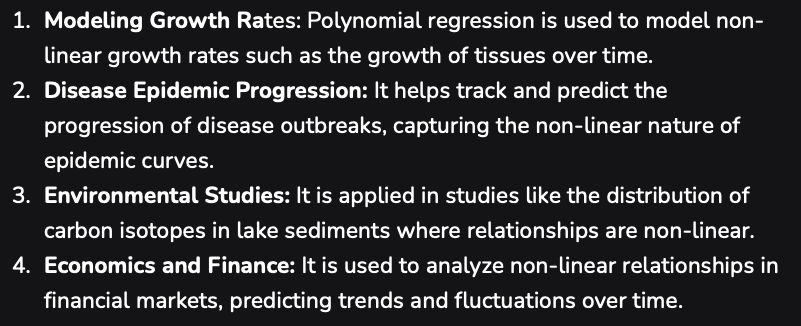 1. Modeling Growth Rates: Polynomial regression is used to model non-
linear growth rates such as the growth of tissues over time.
2. Disease Epidemic Progression: It helps track and predict the
progression of disease outbreaks, capturing the non-linear nature of
epidemic curves.
3. Environmental Studies: It is applied in studies like the distribution of
carbon isotopes in lake sediments where relationships are non-linear.
4. Economics and Finance: It is used to analyze non-linear relationships in
financial markets, predicting trends and fluctuations over time.